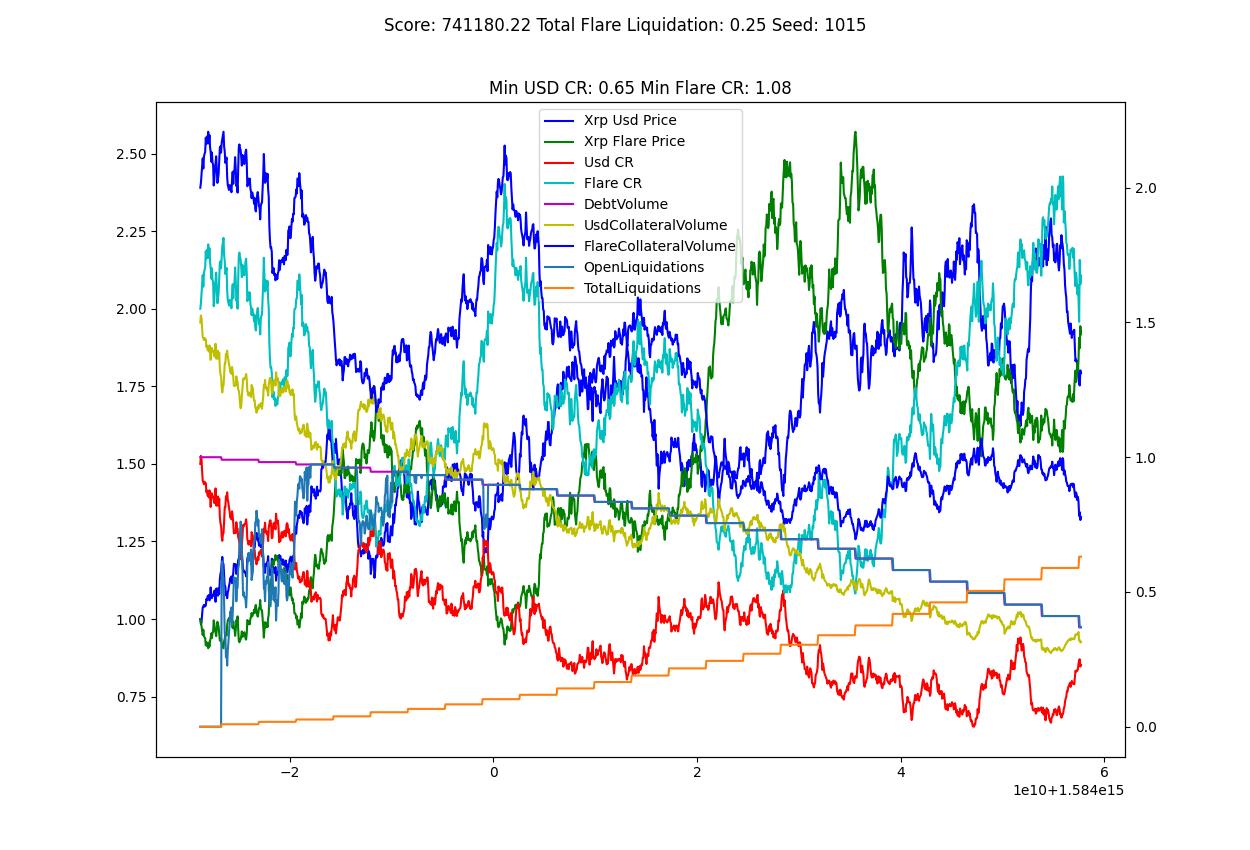 Score: 741180.22 Total Flare Liquidation: 0.25 Seed: 1015
Min USD CR: 0.65 Min Flare CR: 1.08
Xrp Usd Price
Xrp Flare Price
Usd CR
Flare CR
DebtVolume
UsdCollateralVolume
FlareCollateralVolume
OpenLiquidations
TotalLiquidations
2.50
2.25
2.00
1.75
1.50
1.25
1.00
0.75
2.0
1.5
1.0
0.5
0.0
−2 0 2 4 6
1e10+1.584e15